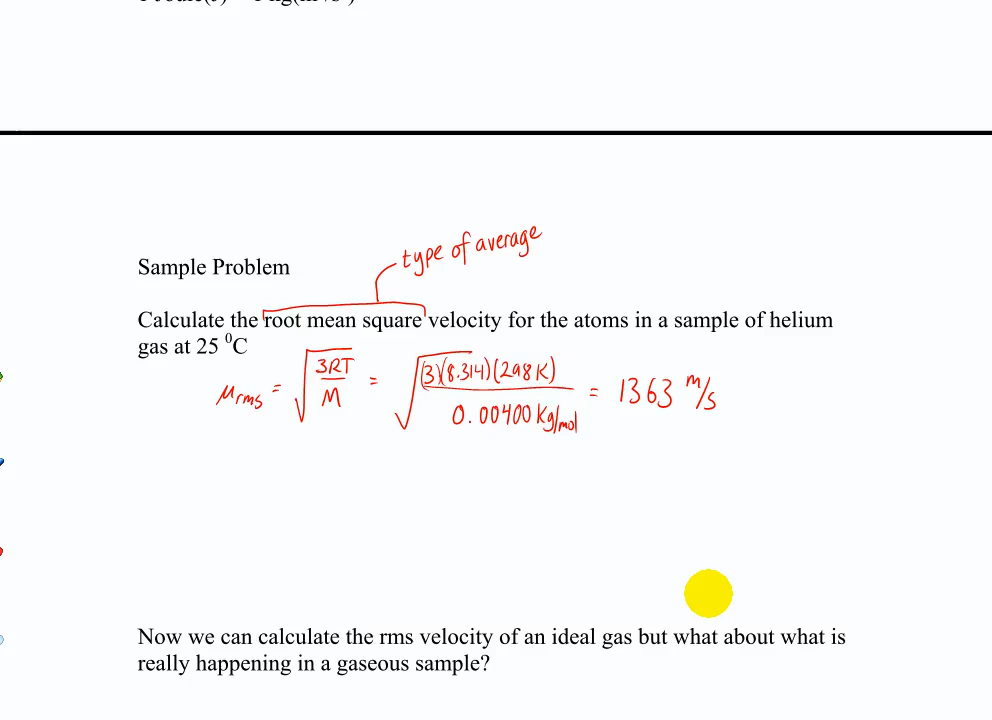 Sample Problem
type of average
Calculate the root mean square velocity for the atoms in a sample of helium
gas at 25 ⁰C
μrms = √(3RT/M) = √((3)(8.314)(298 K)/0.00400 Kg/mol) = 1363 m/s
Now we can calculate the rms velocity of an ideal gas but what about what is
really happening in a gaseous sample?